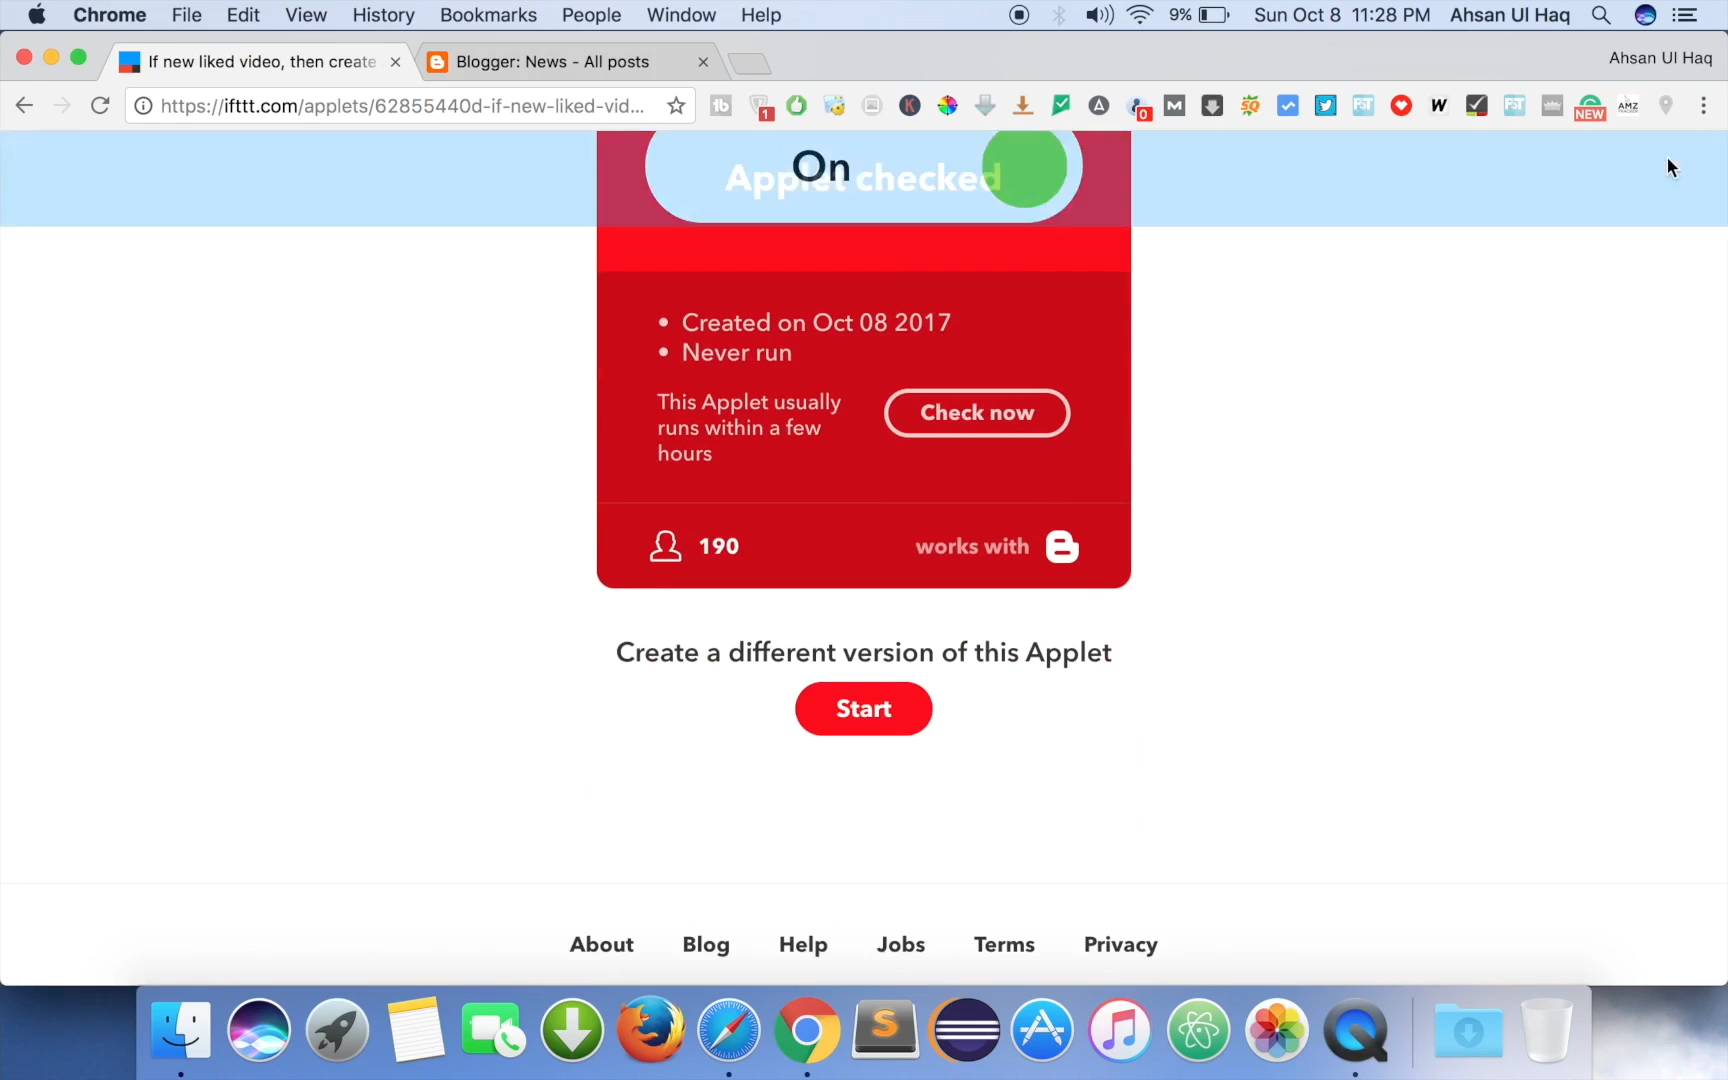 Chrome File Edit View History Bookmarks People Window Help 9% Sun Oct 8 11:28 PM Ahsan Ul Haq
If new liked video, then create Blogger: News - All posts Ahsan Ul Haq
https://ifttt.com/applets/62855440d-if-new-liked-vid...
On
Applet checked
• Created on Oct 08 2017
• Never run
This Applet usually
runs within a few
hours
Check now
190
works with
Create a different version of this Applet
Start
About Blog Help Jobs Terms Privacy